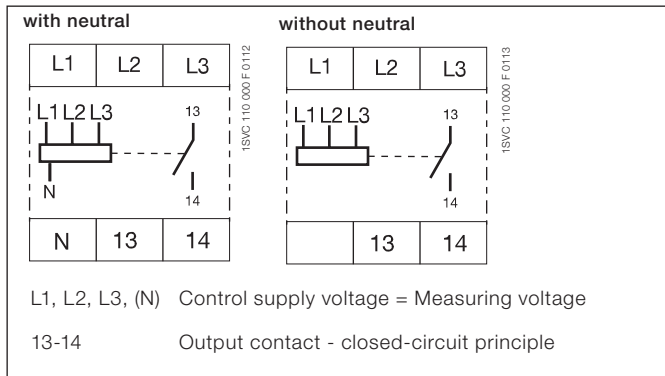 with neutral
L1 L2 L3
L1 L2 L3
13
N
14
N 13 14
1SVC 110 000 F 0112
without neutral
L1 L2 L3
L1 L2 L3
13
14
13 14
1SVC 110 000 F 0113
L1, L2, L3, (N) Control supply voltage = Measuring voltage
13-14 Output contact - closed-circuit principle